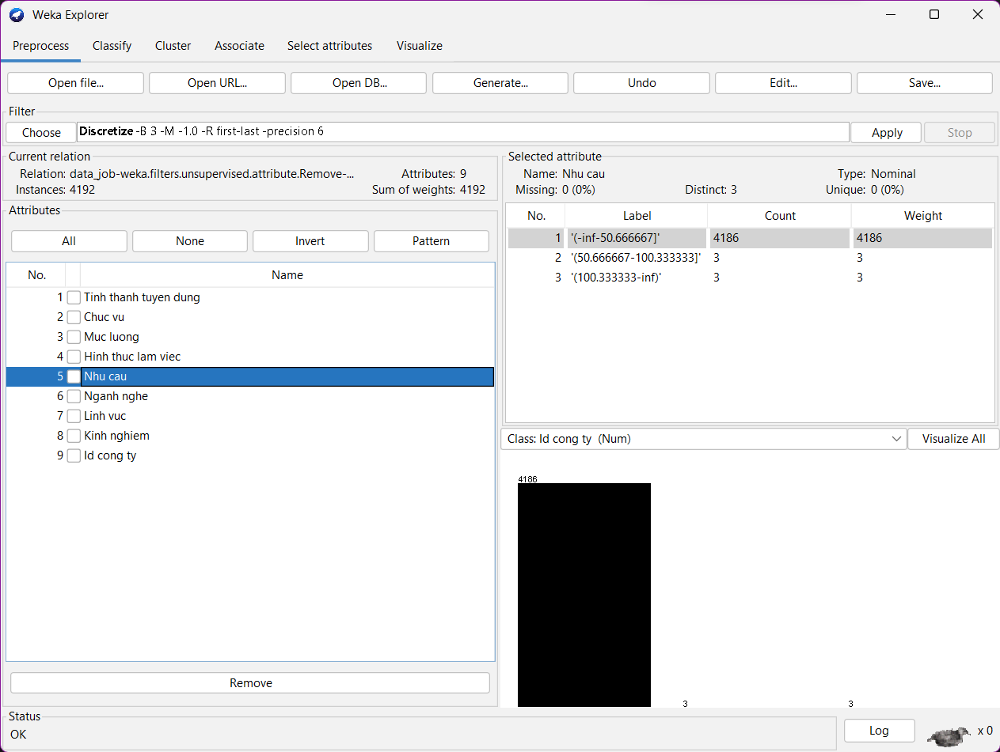 Weka Explorer
Preprocess Classify Cluster Associate Select attributes Visualize
Open file... Open URL... Open DB... Generate... Undo Edit... Save...
Filter
Choose Discretize -B 3 -M -1.0 -R first-last -precision 6 Apply Stop
Current relation
Relation: data_job-weka.filters.unsupervised.attribute.Remove-... Attributes: 9
Instances: 4192 Sum of weights: 4192
Attributes
All None Invert Pattern
No. Name
1 Tinh thanh tuyen dung
2 Chuc vu
3 Muc luong
4 Hinh thuc lam viec
5 Nhu cau
6 Nganh nghe
7 Linh vuc
8 Kinh nghiem
9 Id cong ty
Remove
Selected attribute
Name: Nhu cau Type: Nominal
Missing: 0 (0%) Distinct: 3 Unique: 0 (0%)
No. Label Count Weight
1 '(-inf-50.666667]' 4186 4186
2 '(50.666667-100.333333]' 3 3
3 '(100.333333-inf)' 3 3
Class: Id cong ty (Num) Visualize All
4186
3 3
Status
OK Log x 0